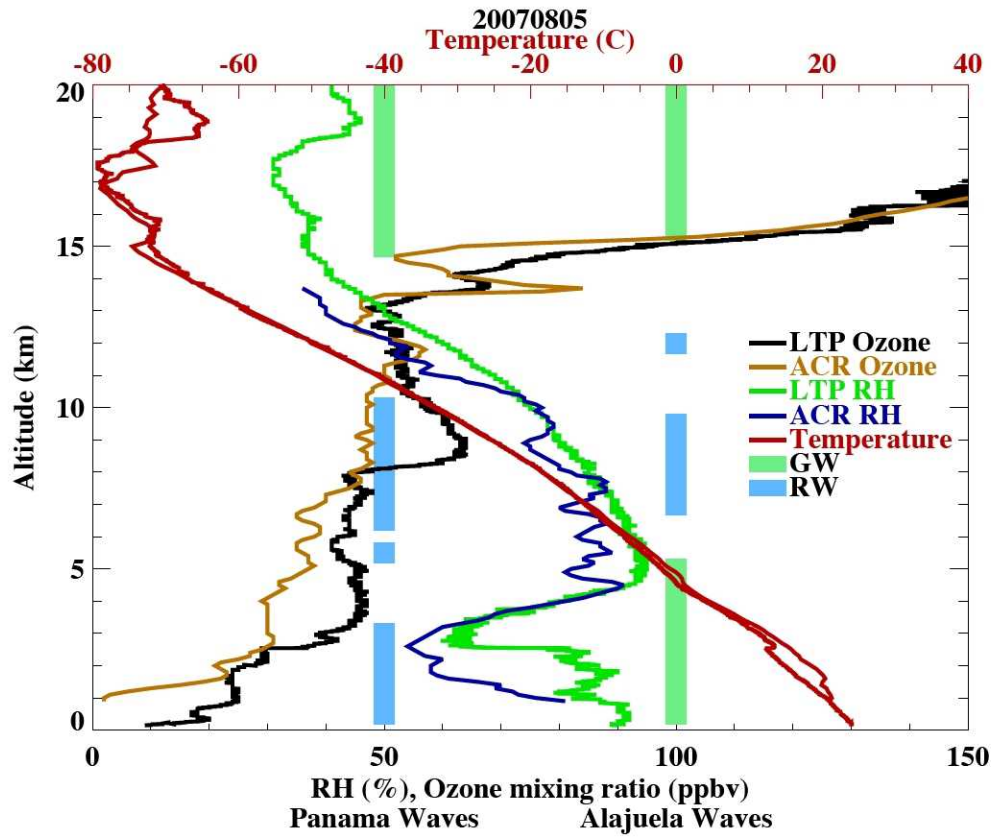 20070805
Temperature (C)
-80 -60 -40 -20 0 20 40
20
15
10
5
0
Altitude (km)
LTP Ozone
ACR Ozone
LTP RH
ACR RH
Temperature
GW
RW
0 50 100 150
RH (%), Ozone mixing ratio (ppbv)
Panama Waves Alajuela Waves